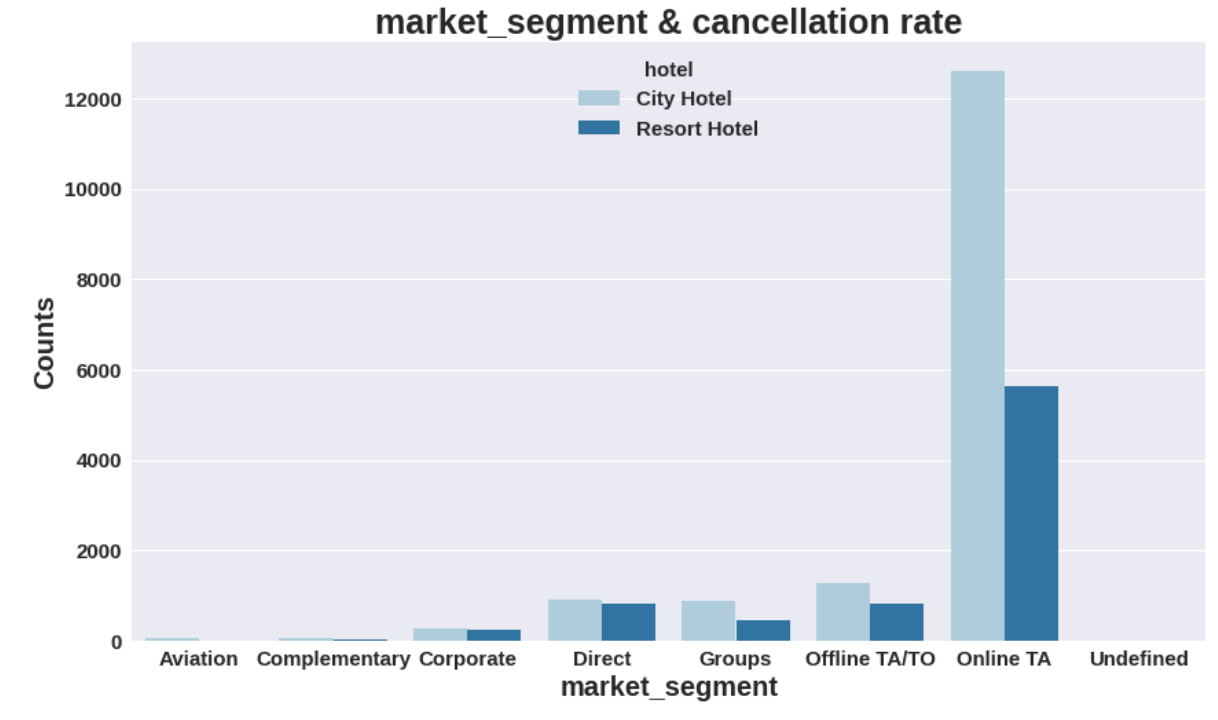 market_segment & cancellation rate
hotel
City Hotel
Resort Hotel
12000
10000
8000
6000
4000
2000
0
Counts
Aviation Complementary Corporate Direct Groups Offline TA/TO Online TA Undefined
market_segment